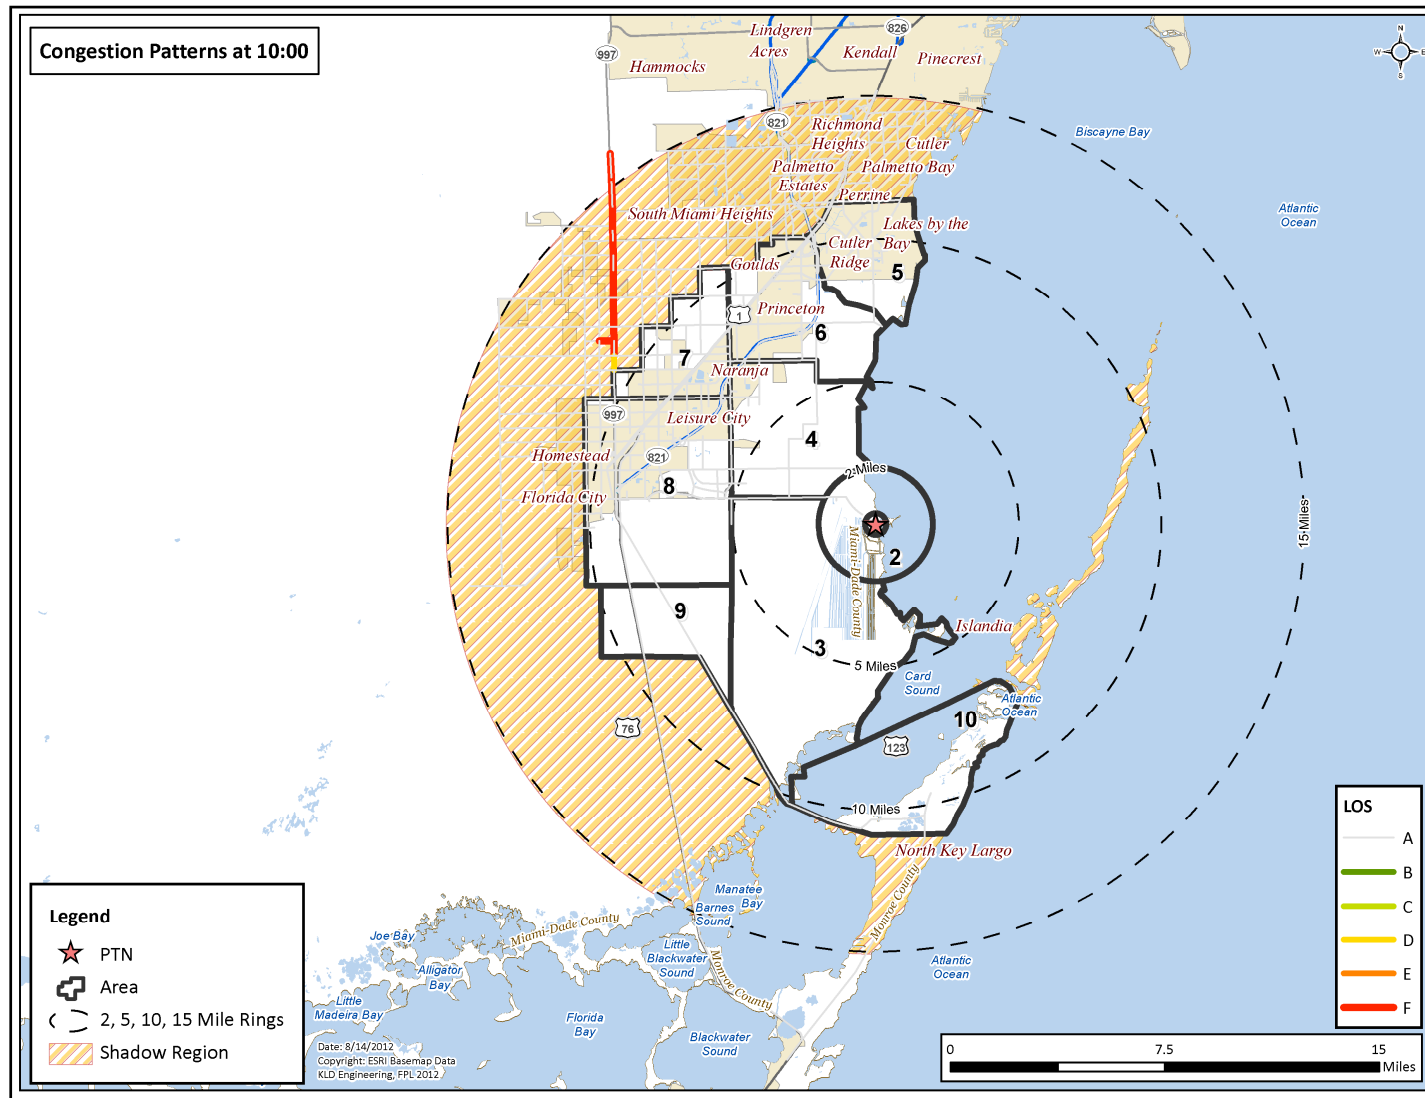 Congestion Patterns at 10:00
N
W E
S
997
Hammocks
Lindgren
Acres
826
Kendall
Pinecrest
821
Richmond
Heights
Cutler
Palmetto
Estates
Palmetto Bay
Perrine
South Miami Heights
Biscayne Bay
Atlantic
Ocean
Lakes by the
Bay
Cutler
Ridge
5
Goulds
1
Princeton
6
7
Naranja
997
Leisure City
4
Homestead
821
8
Florida City
2 Miles
15 Miles
Miami-Dade County
2
9
3
Islandia
5 Miles
Card
Sound
Atlantic
Ocean
10
76
123
10 Miles
North Key Largo
Monroe County
Manatee
Bay
Barnes
Sound
Miami-Dade County
Joe Bay
Little
Blackwater
Sound
Alligator
Bay
Monroe County
Atlantic
Ocean
Little
Madeira Bay
Florida
Bay
Blackwater
Sound
Legend
PTN
Area
2, 5, 10, 15 Mile Rings
Shadow Region
Date: 8/14/2012
Copyright: ESRI Basemap Data
KLD Engineering, FPL 2012
LOS
A
B
C
D
E
F
0 7.5 15
Miles